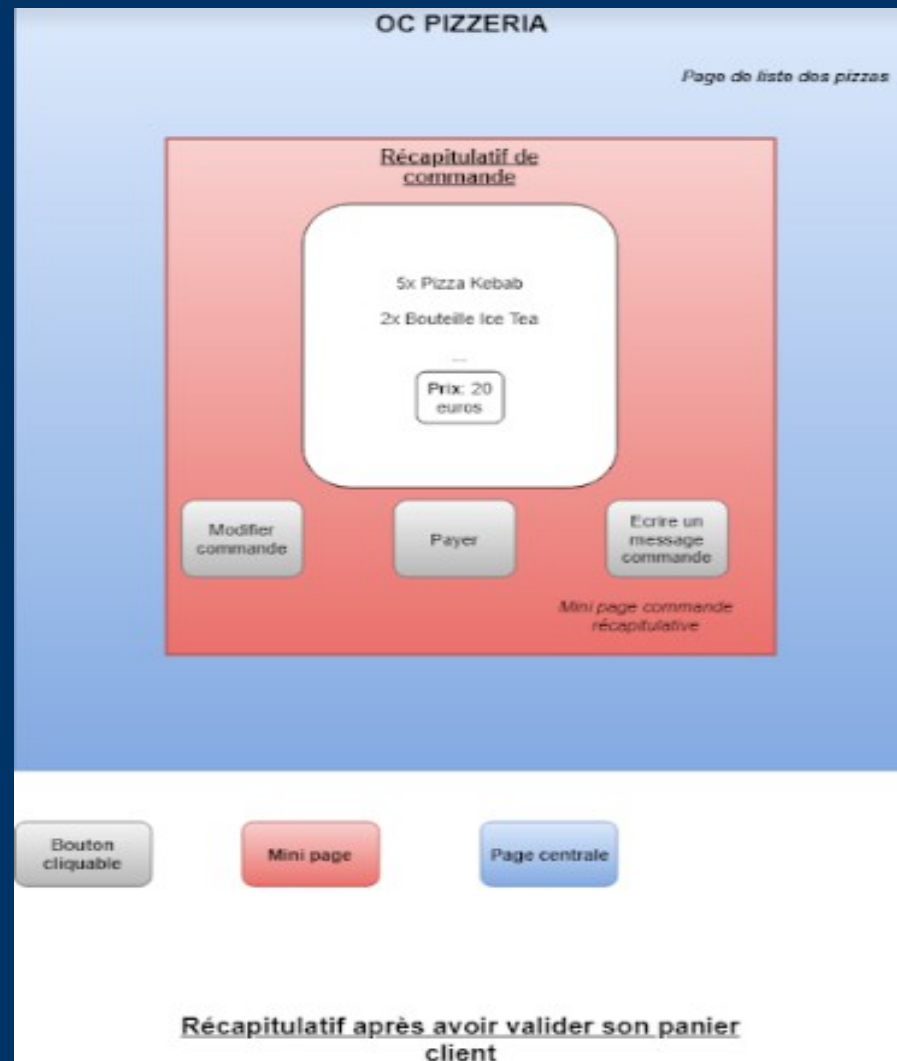 OC PIZZERIA
Page de liste des pizzas
Récapitulatif de
commande
5x Pizza Kebab
2x Bouteille Ice Tea
...
Prix: 20
euros
Modifier
commande
Payer
Ecrire un
message
commande
Mini page commande
récapitulative
Bouton
cliquable
Mini page
Page centrale
Récapitulatif après avoir valider son panier
client